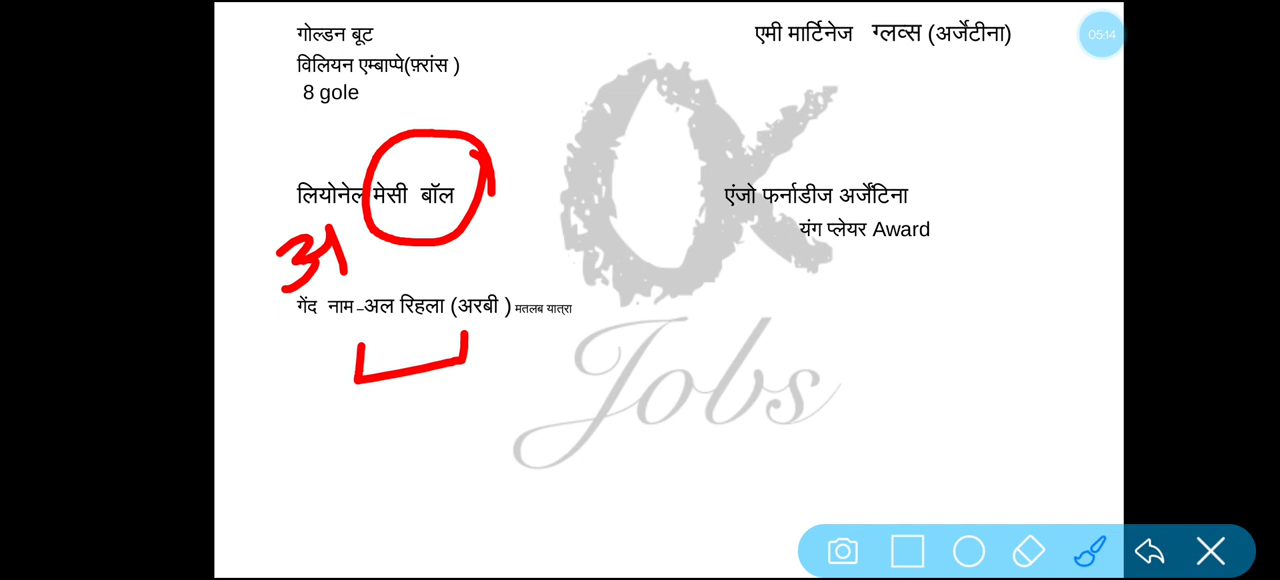 गोल्डन बूट
विलियन एम्बाप्पे(फ़्रांस )
8 gole
एमी मार्टिनेज ग्लव्स (अर्जेटीना)
05:14
लियोनेल मेसी बॉल
एंजो फर्नाडीज अर्जेंटिना
यंग प्लेयर Award
अ
गेंद नाम –अल रिहला (अरबी ) मतलब यात्रा
Jobs